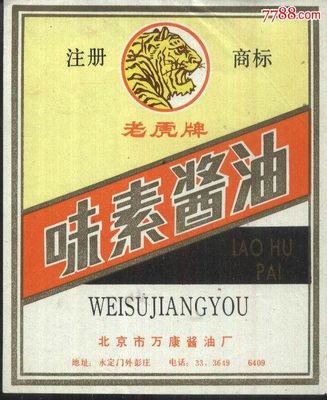 7788.com
注册 商标
老虎牌
味素酱油
LAO HU
PAI
WEISUJIANGYOU
北京市万康酱油厂
地址：永定门外彭庄 电话：33.3649 6409